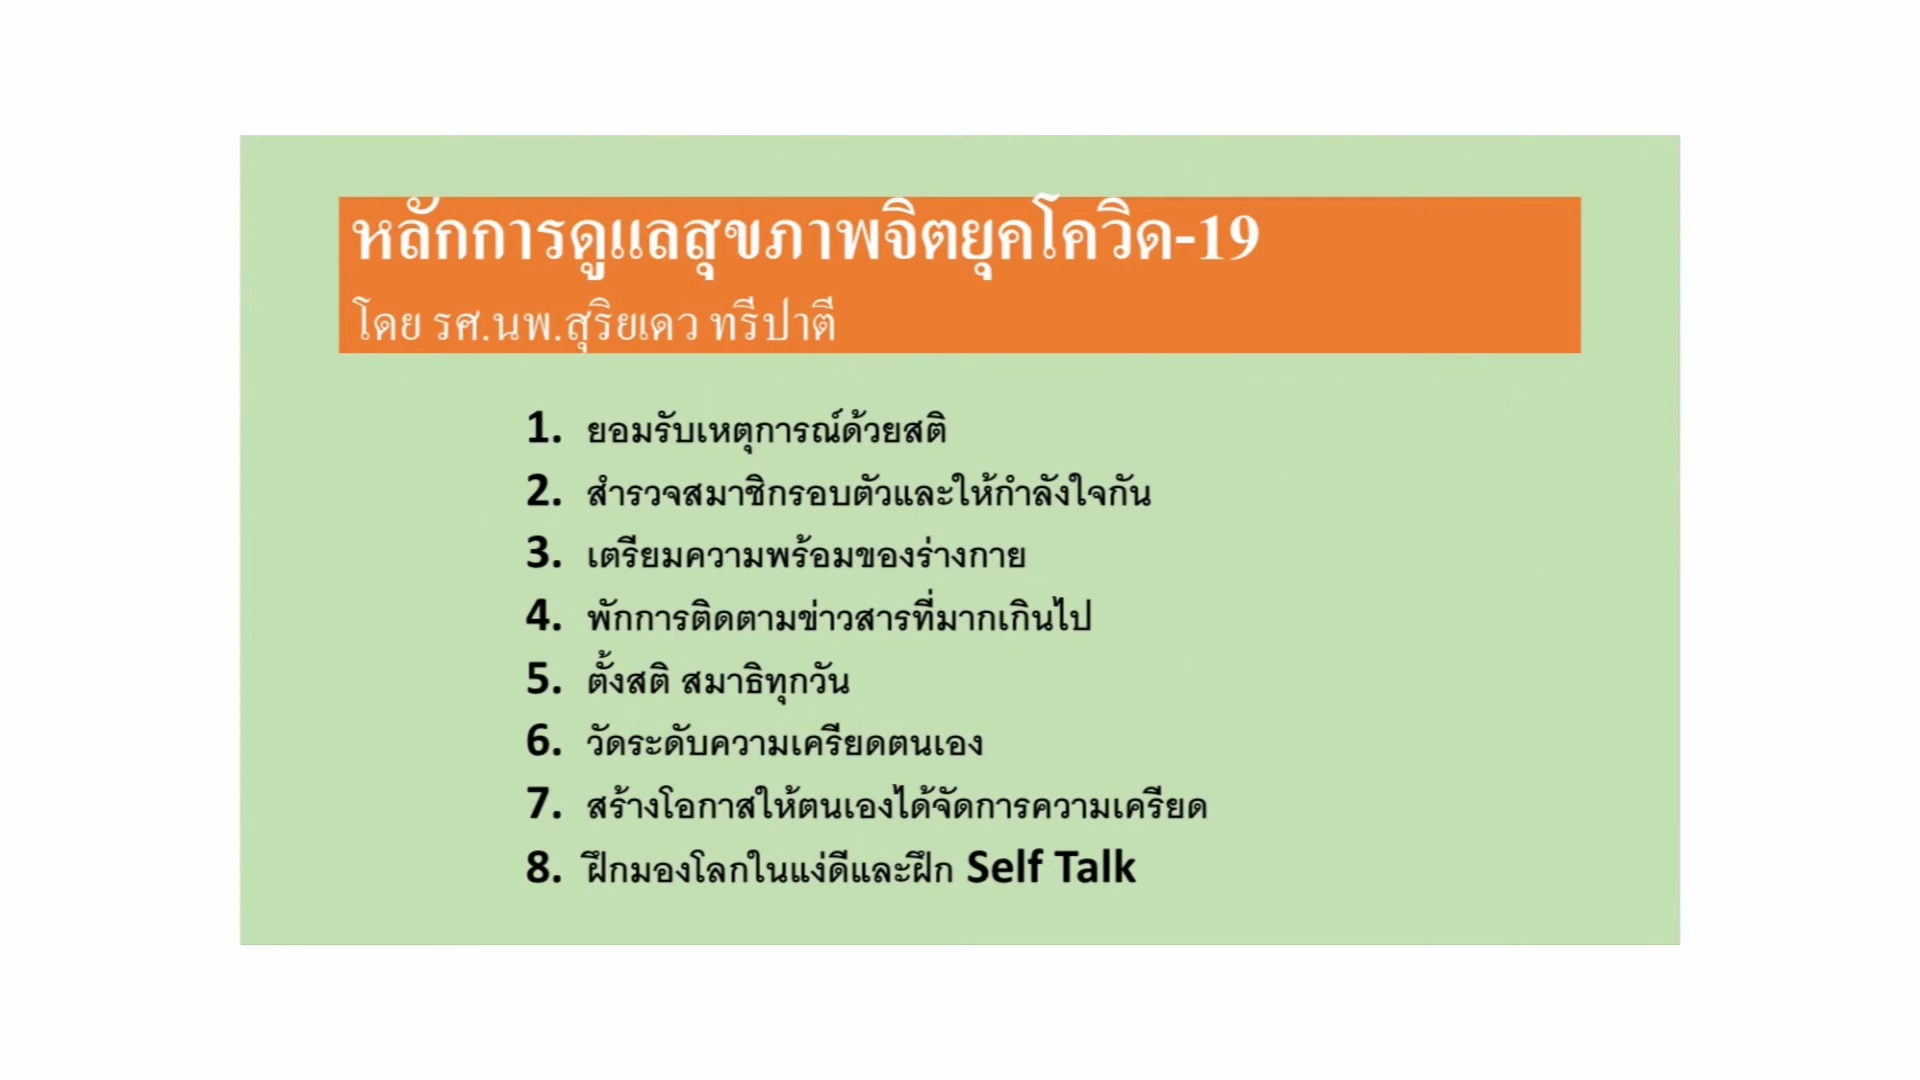 หลักการดูแลสุขภาพจิตยุคโควิด-19
โดย รศ.นพ.สุริยเดว ทรีปาตี
1. ยอมรับเหตุการณ์ด้วยสติ
2. สำรวจสมาชิกรอบตัวและให้กำลังใจกัน
3. เตรียมความพร้อมของร่างกาย
4. พักการติดตามข่าวสารที่มากเกินไป
5. ตั้งสติ สมาธิทุกวัน
6. วัดระดับความเครียดตนเอง
7. สร้างโอกาสให้ตนเองได้จัดการความเครียด
8. ฝึกมองโลกในแง่ดีและฝึก Self Talk